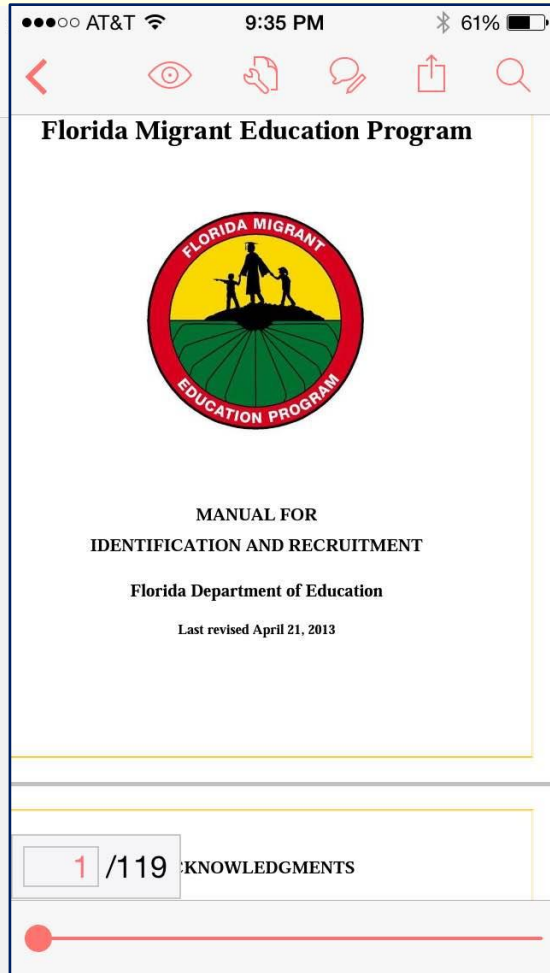 AT&T 9:35 PM 61%
Florida Migrant Education Program
FLORIDA MIGRANT
EDUCATION PROGRAM
MANUAL FOR
IDENTIFICATION AND RECRUITMENT
Florida Department of Education
Last revised April 21, 2013
1 /119 CKNOWLEDGMENTS